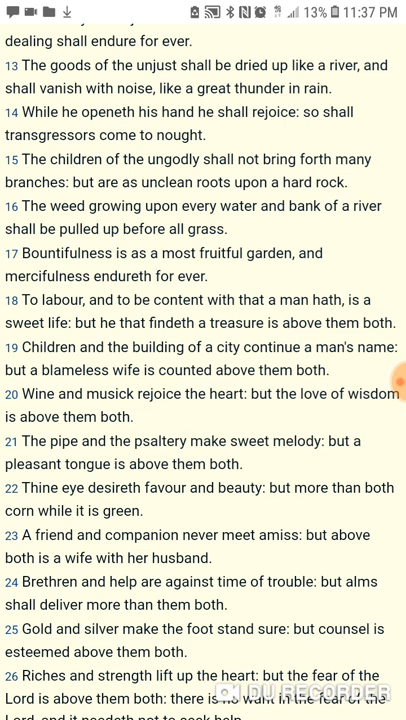 13% 11:37 PM
dealing shall endure for ever.
13 The goods of the unjust shall be dried up like a river, and
shall vanish with noise, like a great thunder in rain.
14 While he openeth his hand he shall rejoice: so shall
transgressors come to nought.
15 The children of the ungodly shall not bring forth many
branches: but are as unclean roots upon a hard rock.
16 The weed growing upon every water and bank of a river
shall be pulled up before all grass.
17 Bountifulness is as a most fruitful garden, and
mercifulness endureth for ever.
18 To labour, and to be content with that a man hath, is a
sweet life: but he that findeth a treasure is above them both.
19 Children and the building of a city continue a man's name:
but a blameless wife is counted above them both.
20 Wine and musick rejoice the heart: but the love of wisdom
is above them both.
21 The pipe and the psaltery make sweet melody: but a
pleasant tongue is above them both.
22 Thine eye desireth favour and beauty: but more than both
corn while it is green.
23 A friend and companion never meet amiss: but above
both is a wife with her husband.
24 Brethren and help are against time of trouble: but alms
shall deliver more than them both.
25 Gold and silver make the foot stand sure: but counsel is
esteemed above them both.
26 Riches and strength lift up the heart: but the fear of the
Lord is above them both: there is no want in the fear of the
DU RECORDER
Lord, and it needeth not to seek help.